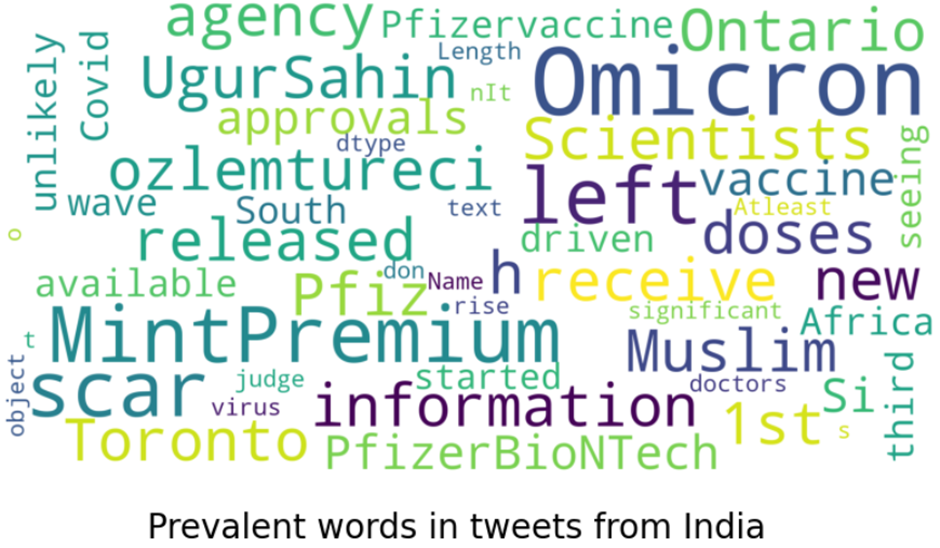 agency Pfizervaccine Ontario
Length
UgurSahin nIt Omicron
unlikely Covid
approvals Scientists
dtype
ozlemtureci left vaccine seeing
wave South text Atleast
o released driven doses
available Pfiz don Name h receive new
rise significant
t MintPremium Muslim Africa
object scar judge started doctors Si third
virus information 1st s
Toronto PfizerBioNTech
Prevalent words in tweets from India